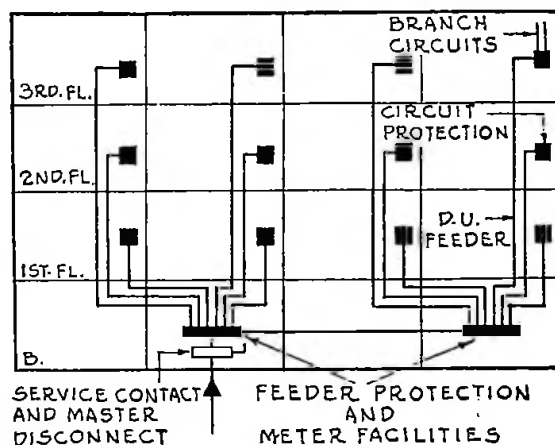 BRANCH
CIRCUITS
3RD. FL.
CIRCUIT
PROTECTION
2ND. FL.
D.U.
FEEDER
1ST. FL.
B.
SERVICE CONTACT
AND MASTER
DISCONNECT
FEEDER PROTECTION
AND
METER FACILITIES